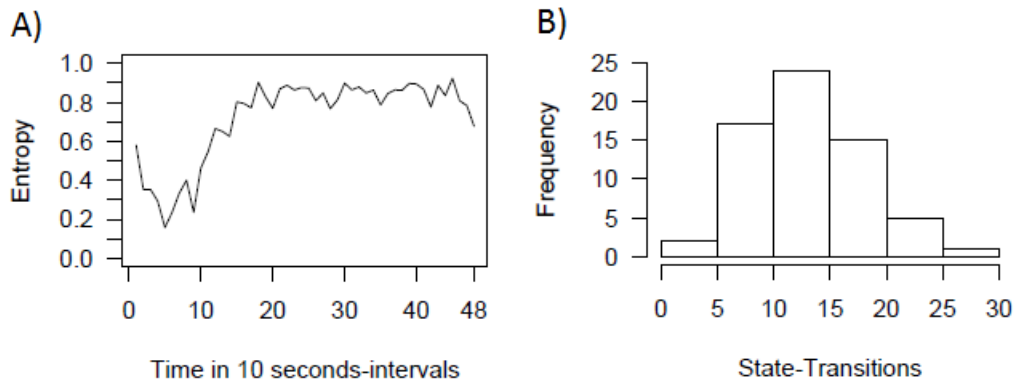 A)
1.0
0.8
0.6
0.4
0.2
0.0
Entropy
0 10 20 30 40 48
Time in 10 seconds-intervals
B)
25
20
15
10
5
0
Frequency
0 5 10 15 20 25 30
State-Transitions